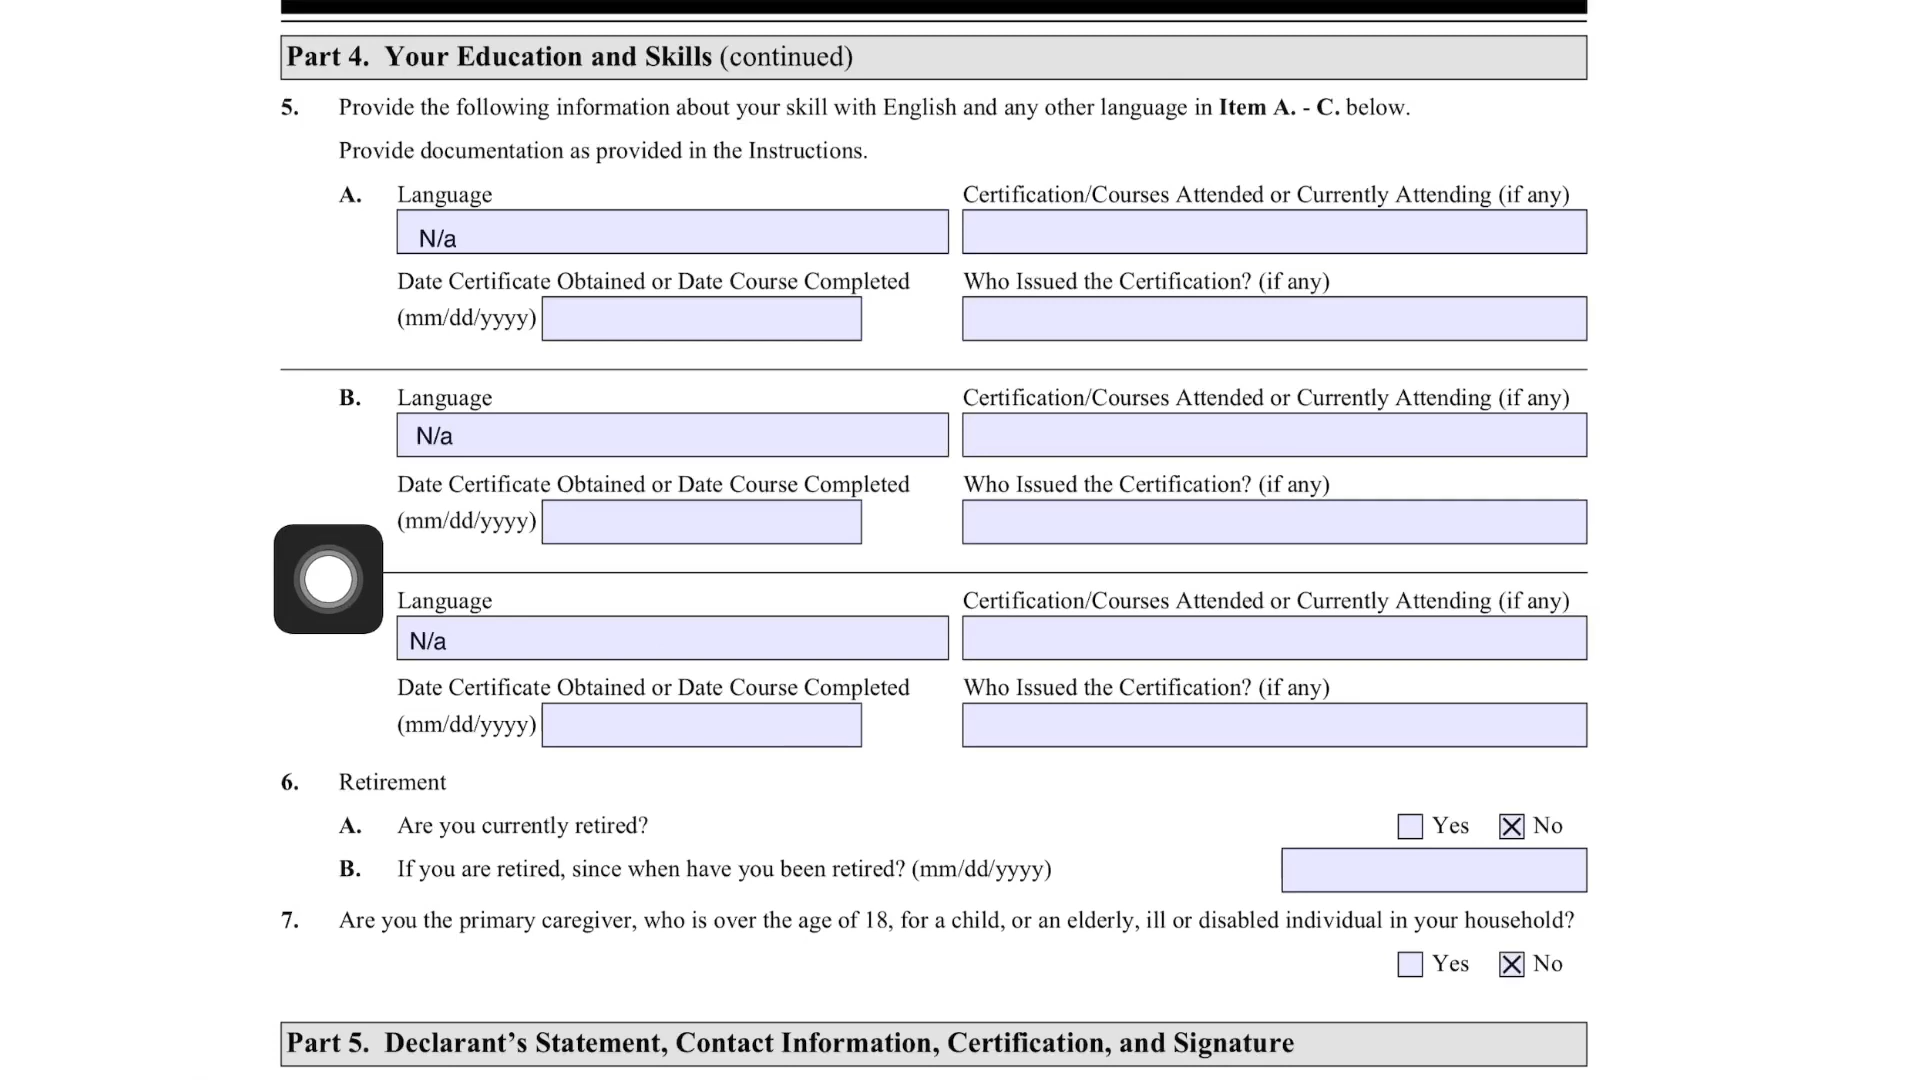 Part 4. Your Education and Skills (continued)
5. Provide the following information about your skill with English and any other language in Item A. - C. below.
Provide documentation as provided in the Instructions.
A. Language Certification/Courses Attended or Currently Attending (if any)
N/a
Date Certificate Obtained or Date Course Completed Who Issued the Certification? (if any)
(mm/dd/yyyy)
B. Language Certification/Courses Attended or Currently Attending (if any)
N/a
Date Certificate Obtained or Date Course Completed Who Issued the Certification? (if any)
(mm/dd/yyyy)
Language Certification/Courses Attended or Currently Attending (if any)
N/a
Date Certificate Obtained or Date Course Completed Who Issued the Certification? (if any)
(mm/dd/yyyy)
6. Retirement
A. Are you currently retired? Yes No
B. If you are retired, since when have you been retired? (mm/dd/yyyy)
7. Are you the primary caregiver, who is over the age of 18, for a child, or an elderly, ill or disabled individual in your household?
Yes No
Part 5. Declarant's Statement, Contact Information, Certification, and Signature